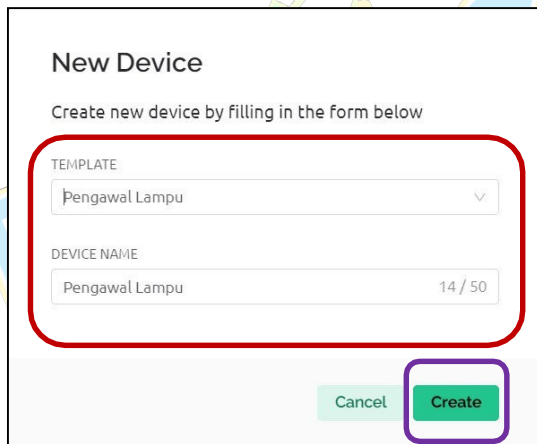 New Device
Create new device by filling in the form below
TEMPLATE
Pengawal Lampu
DEVICE NAME
Pengawal Lampu 14 / 50
Cancel Create